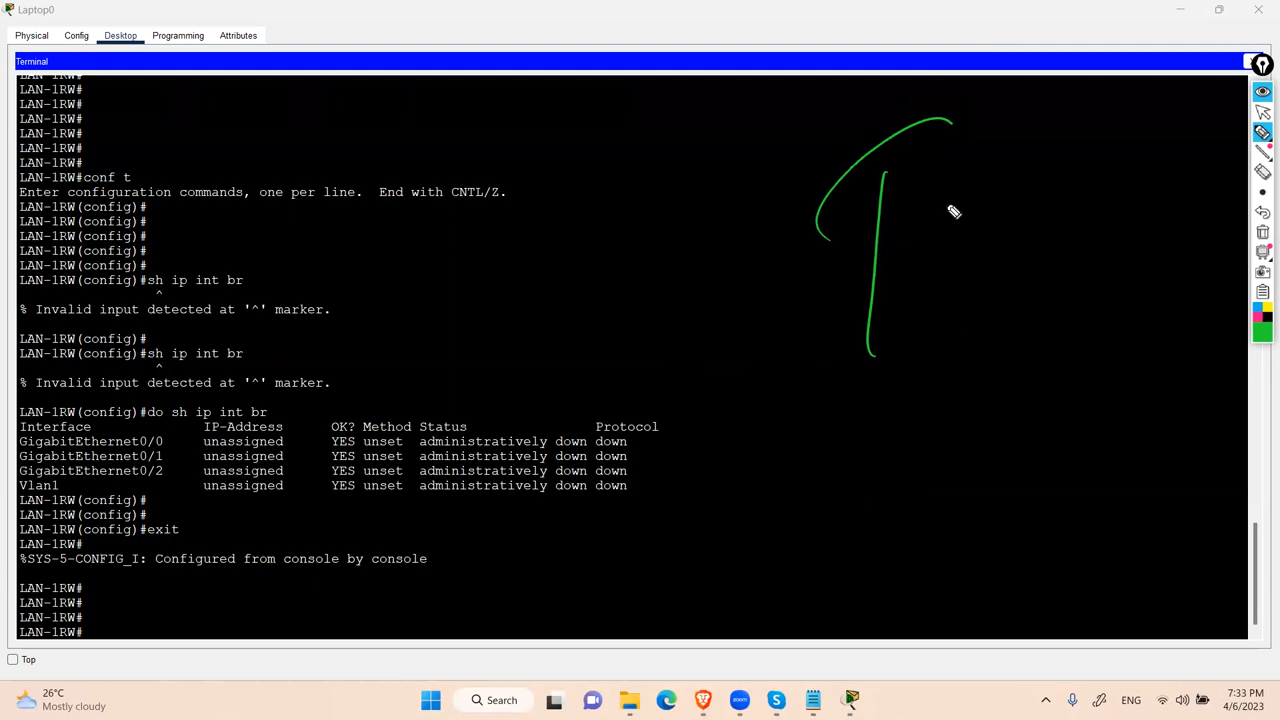 Laptop0
Physical Config Desktop Programming Attributes
Terminal
LAN-1RW#
LAN-1RW#
LAN-1RW#
LAN-1RW#
LAN-1RW#
LAN-1RW#
LAN-1RW#
LAN-1RW#conf t
Enter configuration commands, one per line. End with CNTL/Z.
LAN-1RW(config)#
LAN-1RW(config)#
LAN-1RW(config)#
LAN-1RW(config)#
LAN-1RW(config)#
LAN-1RW(config)#sh ip int br
^
% Invalid input detected at '^' marker.
LAN-1RW(config)#
LAN-1RW(config)#sh ip int br
^
% Invalid input detected at '^' marker.
LAN-1RW(config)#do sh ip int br
Interface IP-Address OK? Method Status Protocol
GigabitEthernet0/0 unassigned YES unset administratively down down
GigabitEthernet0/1 unassigned YES unset administratively down down
GigabitEthernet0/2 unassigned YES unset administratively down down
Vlan1 unassigned YES unset administratively down down
LAN-1RW(config)#
LAN-1RW(config)#
LAN-1RW(config)#exit
LAN-1RW#
%SYS-5-CONFIG_I: Configured from console by console
LAN-1RW#
LAN-1RW#
LAN-1RW#
LAN-1RW#
Top
26°C
Mostly cloudy
Search
zoom
ENG
7:33 PM
4/6/2023